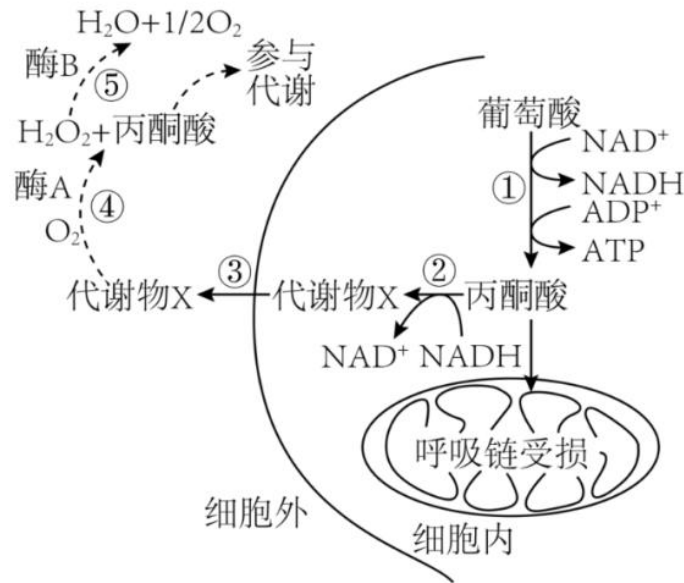 H₂O+1/2O₂
酶B
⑤
参与
代谢
H₂O₂+丙酮酸
酶A
④
O₂
代谢物X
③
代谢物X
②
丙酮酸
NAD⁺ NADH
葡萄酸
①
NAD⁺
NADH
ADP⁺
ATP
呼吸链受损
细胞外
细胞内